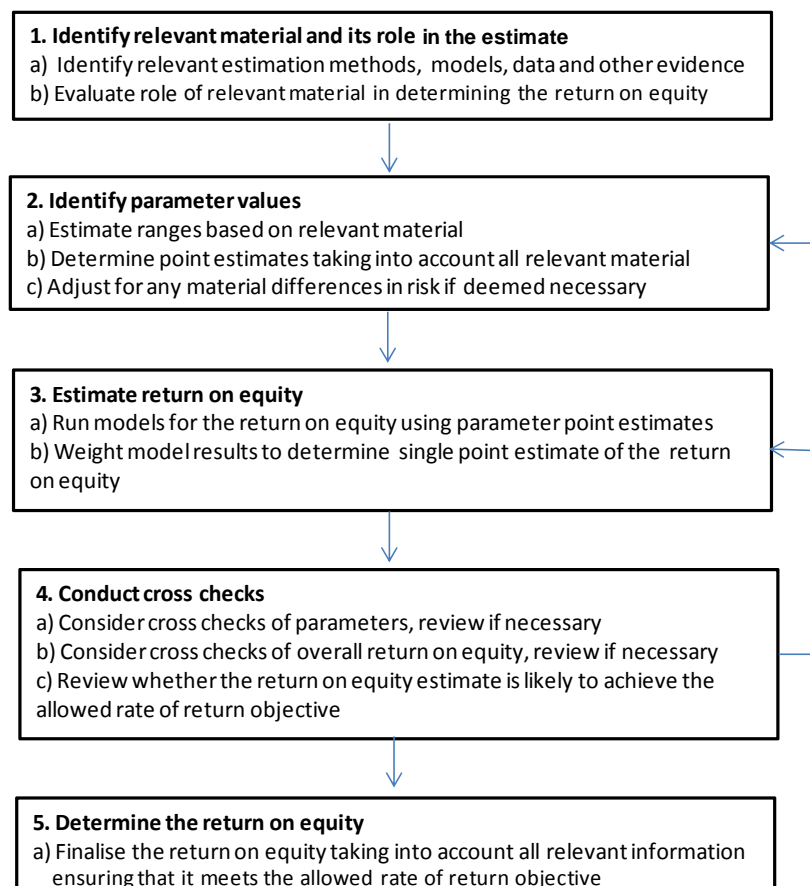 1. Identify relevant material and its role in the estimate
a) Identify relevant estimation methods, models, data and other evidence
b) Evaluate role of relevant material in determining the return on equity
2. Identify parameter values
a) Estimate ranges based on relevant material
b) Determine point estimates taking into account all relevant material
c) Adjust for any material differences in risk if deemed necessary
3. Estimate return on equity
a) Run models for the return on equity using parameter point estimates
b) Weight model results to determine single point estimate of the return
on equity
4. Conduct cross checks
a) Consider cross checks of parameters, review if necessary
b) Consider cross checks of overall return on equity, review if necessary
c) Review whether the return on equity estimate is likely to achieve the
allowed rate of return objective
5. Determine the return on equity
a) Finalise the return on equity taking into account all relevant information
ensuring that it meets the allowed rate of return objective